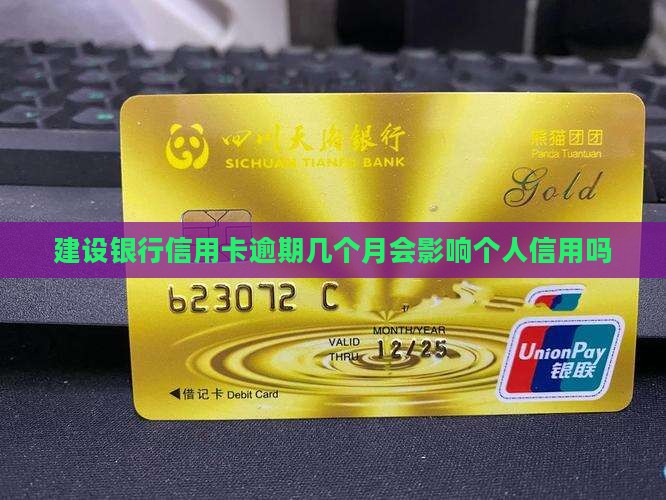 四川天府银行
SICHUAN TIANFU BANK
熊猫团团
Panda Tuantuan
Gold
建设银行信用卡逾期几个月会影响个人信用吗
623072 C
MONTH/YEAR
VALID
THRU
12/25
UnionPay
银联
◀借记卡 Debit Card